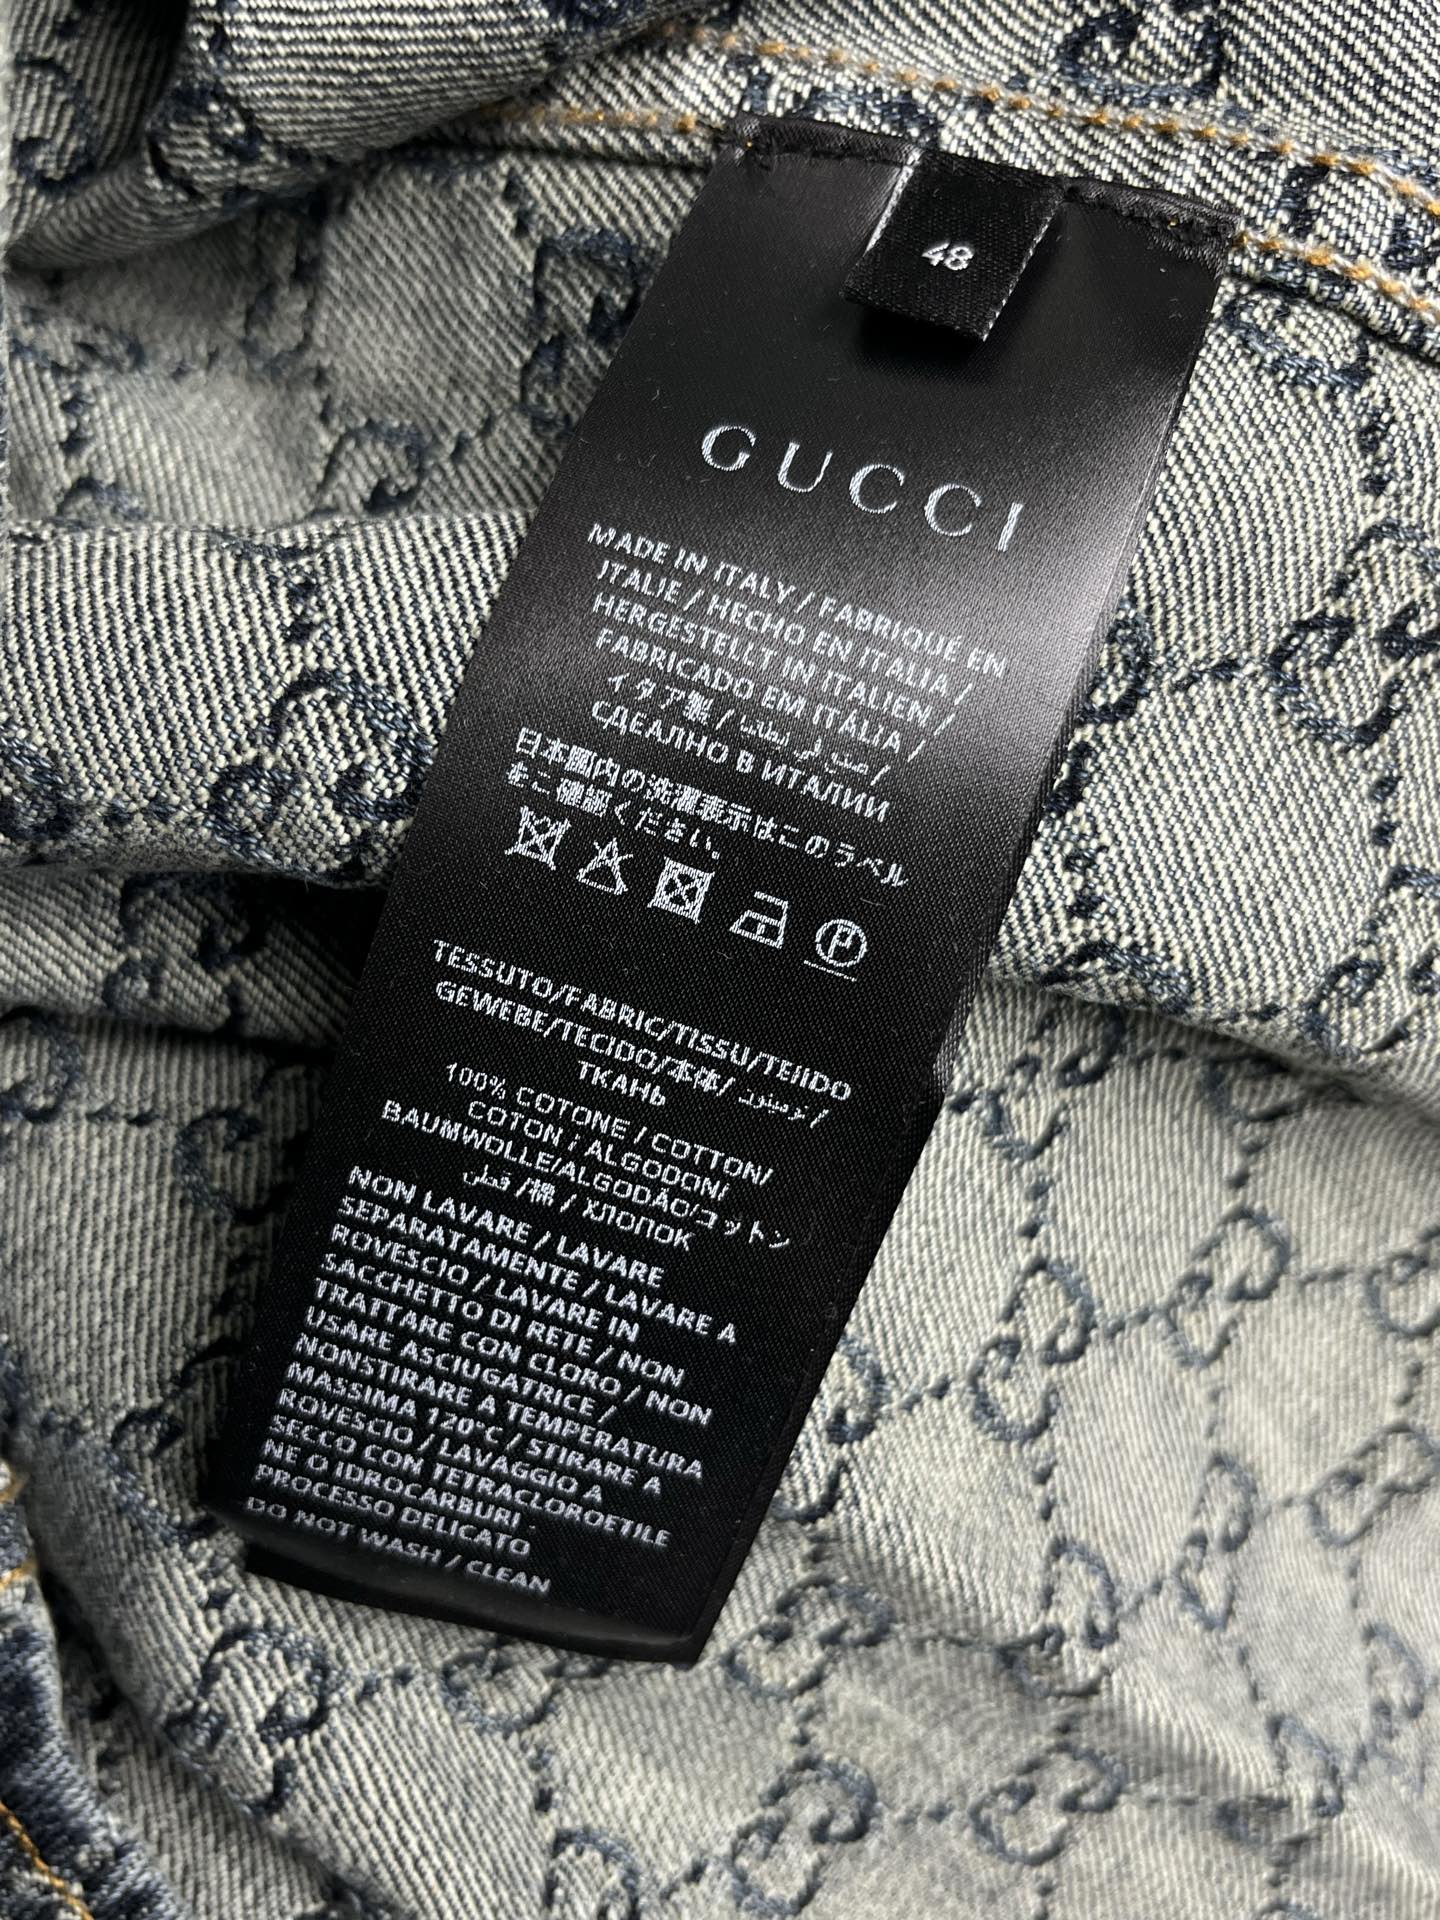 48
GUCCI
MADE IN ITALY / FABRIQUÉ EN
ITALIE / HECHO EN ITALIA /
HERGESTELLT IN ITALIEN /
FABRICADO EM ITÁLIA /
イタア製 / صنع في إيطاليا /
СДЕАЛНО В ИТАЛИИ
日本國内の洗濯表示はこのラベル
をご確認ください。
P
TESSUTO/FABRIC/TISSU/TEJIDO
GEWEBE/TECIDO/本体/
ТКАНЬ
100% COTONE / COTTON/
COTON / ALGODON/
BAUMWOLLE/ALGODÃO/コットン
قطن /棉 / ХЛОПОК
NON LAVARE / LAVARE
SEPARATAMENTE / LAVARE A
ROVESCIO / LAVARE IN
SACCHETTO DI RETE / NON
TRATTARE CON CLORO / NON
USARE ASCIUGATRICE /
NONSTIRARE A TEMPERATURA
MASSIMA 120°C / STIRARE A
ROVESCIO / LAVAGGIO A
SECCO CON TETRACLOROETILE
NE O IDROCARBURI
PROCESSO DELICATO
DO NOT WASH / CLEAN